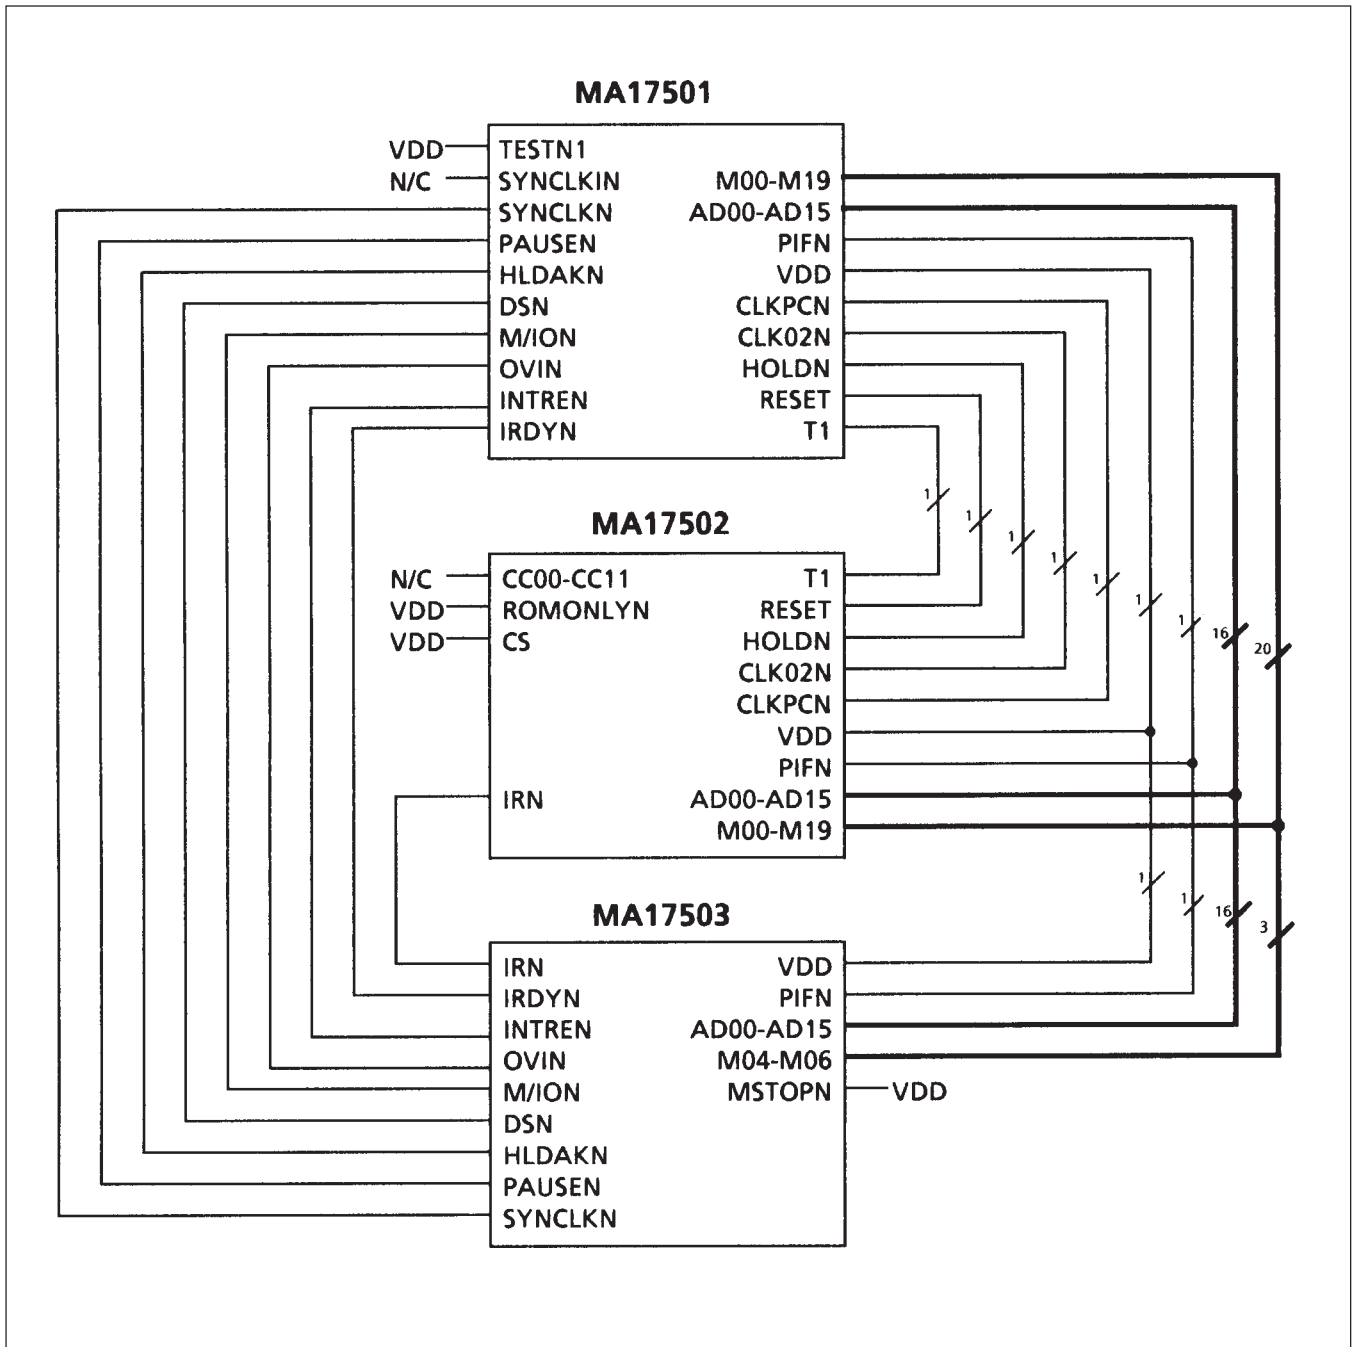 MA17501
VDD TESTN1
N/C SYNCLKIN M00-M19
SYNCLKN AD00-AD15
PAUSEN PIFN
HLDAKN VDD
DSN CLKPCN
M/ION CLK02N
OVIN HOLDN
INTREN RESET
IRDYN T1
1
MA17502
1
1
1
N/C CC00-CC11 T1
1
VDD ROMONLYN RESET
1
1
VDD CS HOLDN
16
20
CLK02N
CLKPCN
VDD
PIFN
IRN AD00-AD15
M00-M19
1
1
MA17503
16
3
IRN VDD
IRDYN PIFN
INTREN AD00-AD15
OVIN M04-M06
M/ION MSTOPN VDD
DSN
HLDAKN
PAUSEN
SYNCLKN